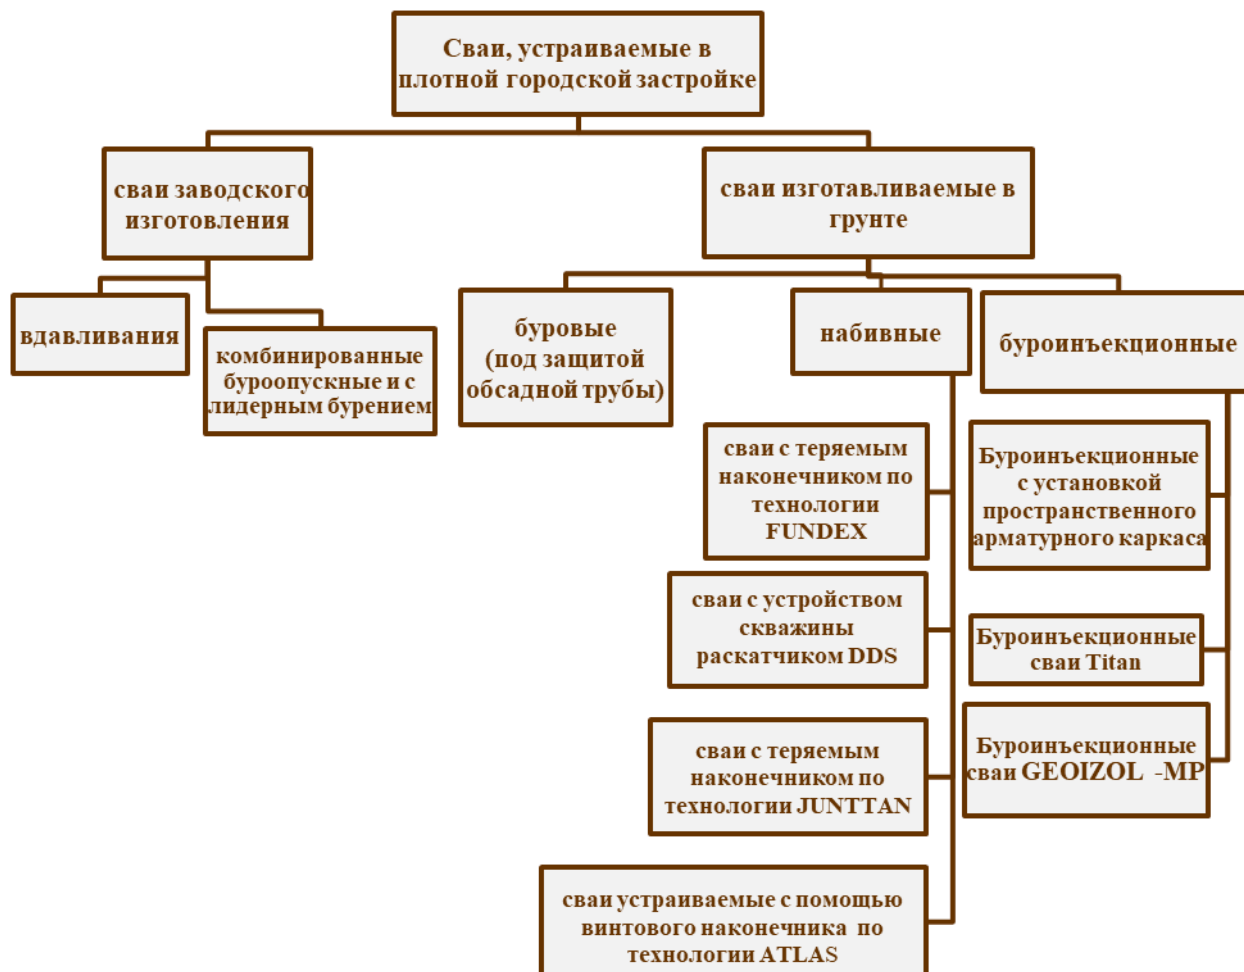 Сваи, устраиваемые в
плотной городской застройке
сваи заводского
изготовления
сваи изготавливаемые в
грунте
вдавливания
комбинированные
буроопускные и с
лидерным бурением
буровые
(под защитой
обсадной трубы)
набивные
буроинъекционные
сваи с теряемым
наконечником по
технологии
FUNDEX
сваи с устройством
скважины
раскатчиком DDS
сваи с теряемым
наконечником по
технологии JUNTTAN
сваи устраиваемые с помощью
винтового наконечника по
технологии ATLAS
Буроинъекционные
с установкой
пространственного
арматурного каркаса
Буроинъекционные
сваи Titan
Буроинъекционные
сваи GEOIZOL -MP